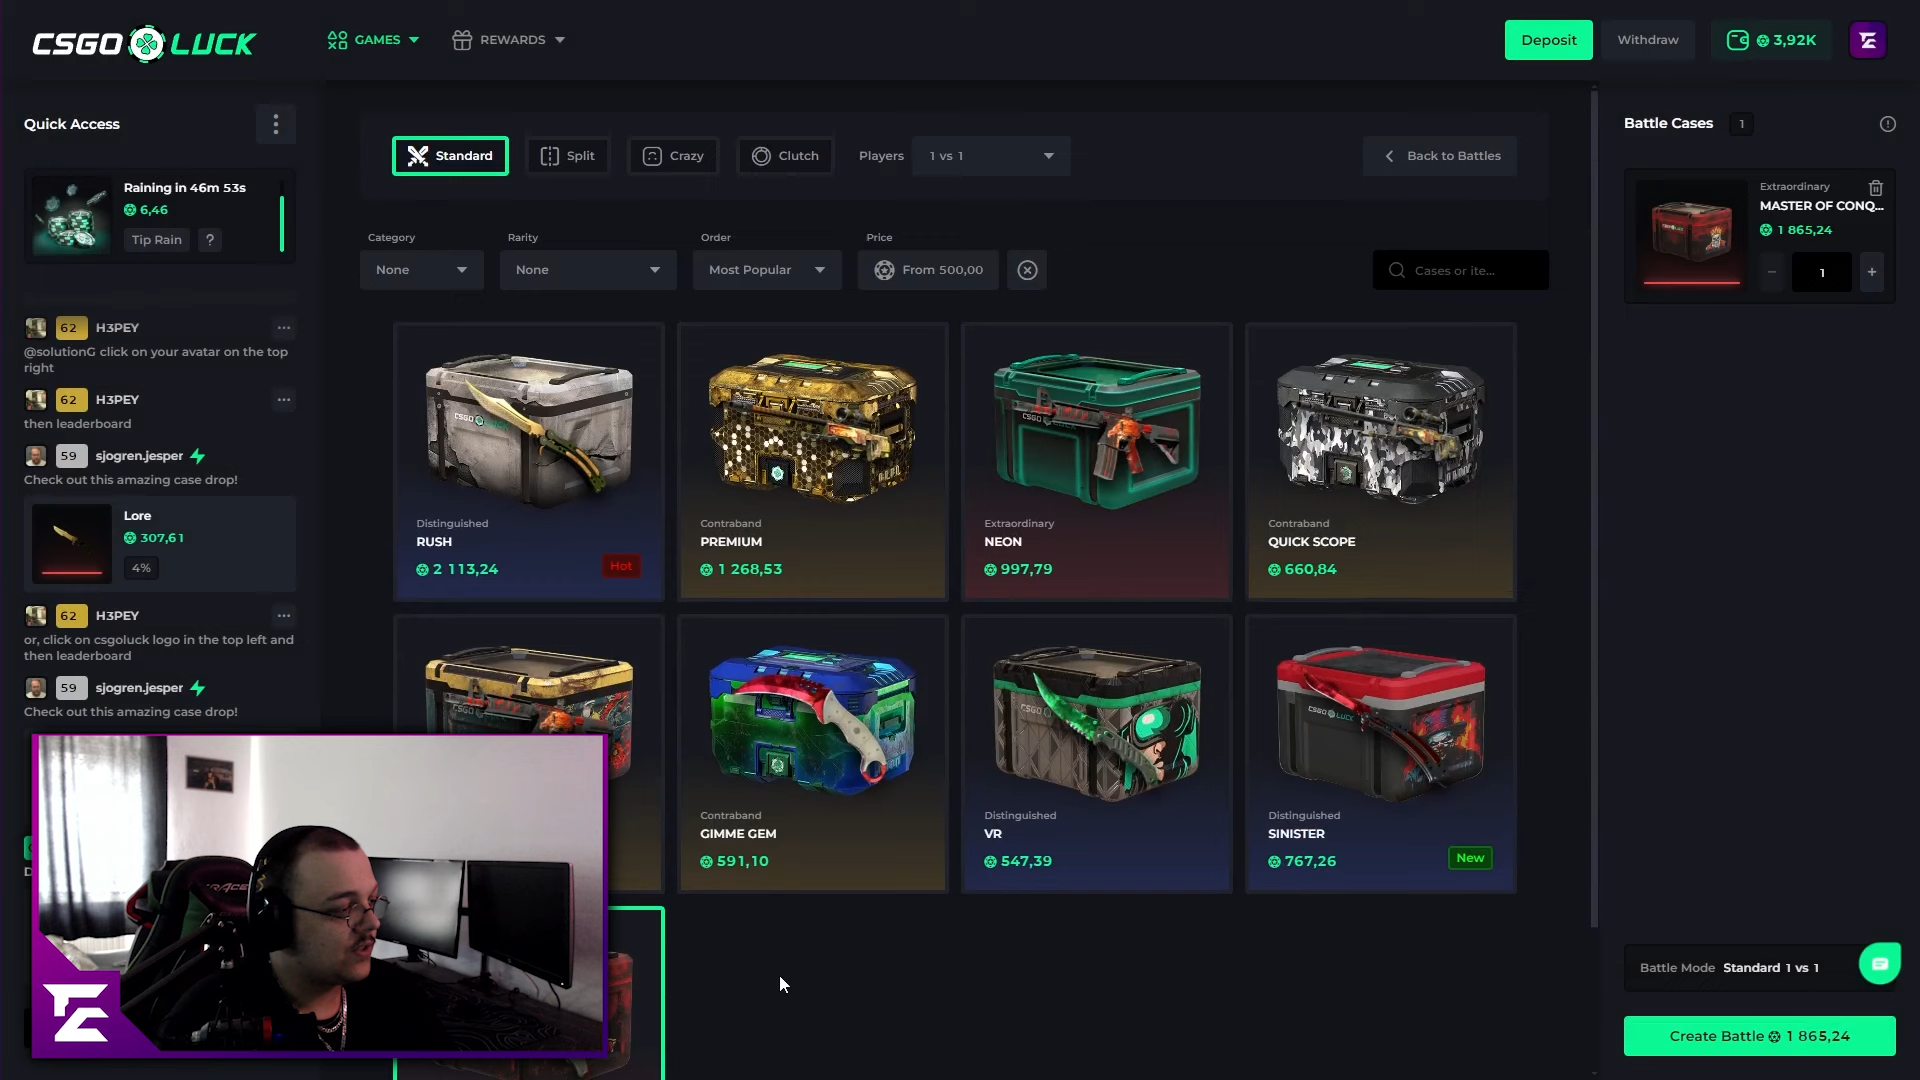 CSGO LUCK
GAMES
REWARDS
Deposit
Withdraw
3,92K
Quick Access
Raining in 46m 53s
6,46
Tip Rain
?
62 H3PEY
@solutionG click on your avatar on the top
right
62 H3PEY
then leaderboard
59 sjogren.jesper
Check out this amazing case drop!
Lore
307,61
4%
62 H3PEY
or, click on csgoluck logo in the top left and
then leaderboard
59 sjogren.jesper
Check out this amazing case drop!
Standard
Split
Crazy
Clutch
Players
1 vs 1
Back to Battles
Category
None
Rarity
None
Order
Most Popular
Price
From 500,00
Cases or ite...
Distinguished
RUSH
2 113,24
Hot
Contraband
PREMIUM
1 268,53
Extraordinary
NEON
997,79
Contraband
QUICK SCOPE
660,84
Contraband
GIMME GEM
591,10
Distinguished
VR
547,39
Distinguished
SINISTER
767,26
New
Battle Cases 1
Extraordinary
MASTER OF CONQ...
1 865,24
− 1 +
Battle Mode Standard 1 vs 1
Create Battle 1 865,24